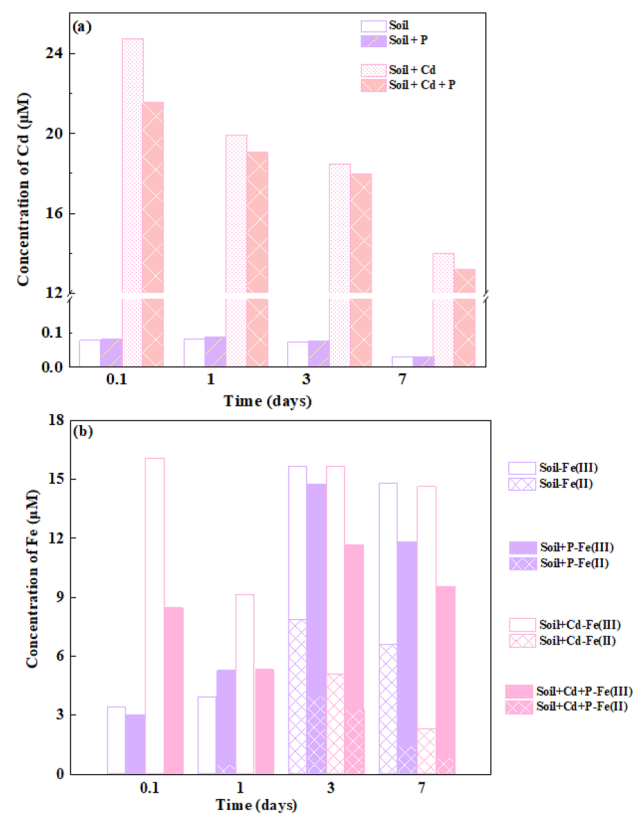 (a)
Soil
Soil + P
Soil + Cd
Soil + Cd + P
Concentration of Cd (μM)
24
20
16
12
0.1
0.0
0.1 1 3 7
Time (days)
(b)
Concentration of Fe (μM)
18
15
12
9
6
3
0
0.1 1 3 7
Time (days)
Soil-Fe(III)
Soil-Fe(II)
Soil+P-Fe(III)
Soil+P-Fe(II)
Soil+Cd-Fe(III)
Soil+Cd-Fe(II)
Soil+Cd+P-Fe(III)
Soil+Cd+P-Fe(II)